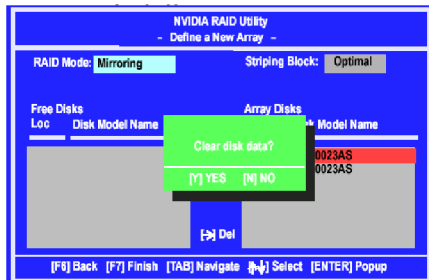 NVIDIA RAID Utility
- Define a New Array -
RAID Mode: Mirroring Striping Block: Optimal
Free Disks Array Disks
Loc Disk Model Name Model Name
Clear disk data?
0023AS
[Y] YES [N] NO
0023AS
[→] Del
[F6] Back [F7] Finish [TAB] Navigate [↑↓] Select [ENTER] Popup